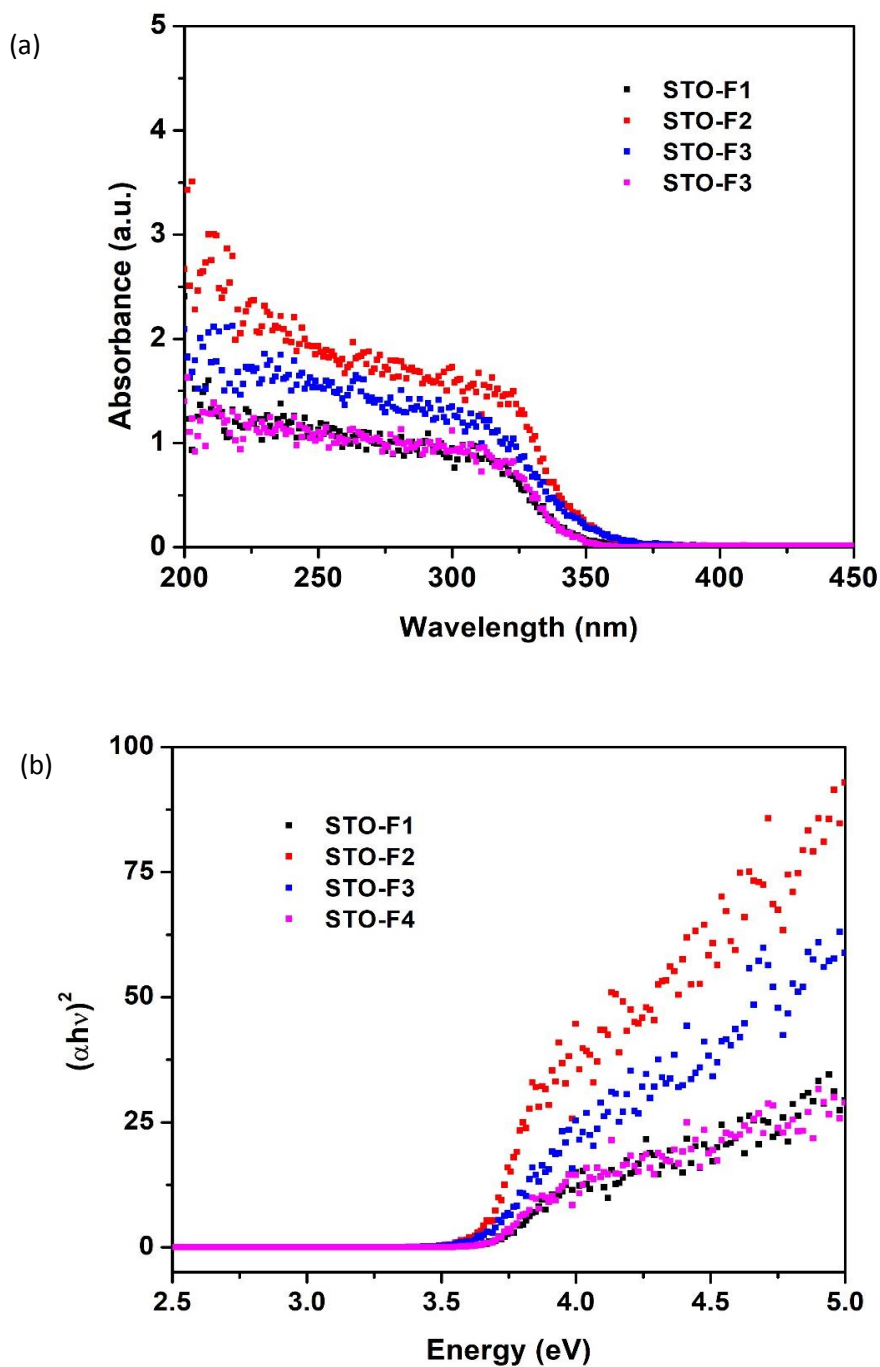 (a)
5
4
3
2
1
0
Absorbance (a.u.)
STO-F1
STO-F2
STO-F3
STO-F3
200 250 300 350 400 450
Wavelength (nm)
(b)
100
75
50
25
0
(αhν)²
STO-F1
STO-F2
STO-F3
STO-F4
2.5 3.0 3.5 4.0 4.5 5.0
Energy (eV)